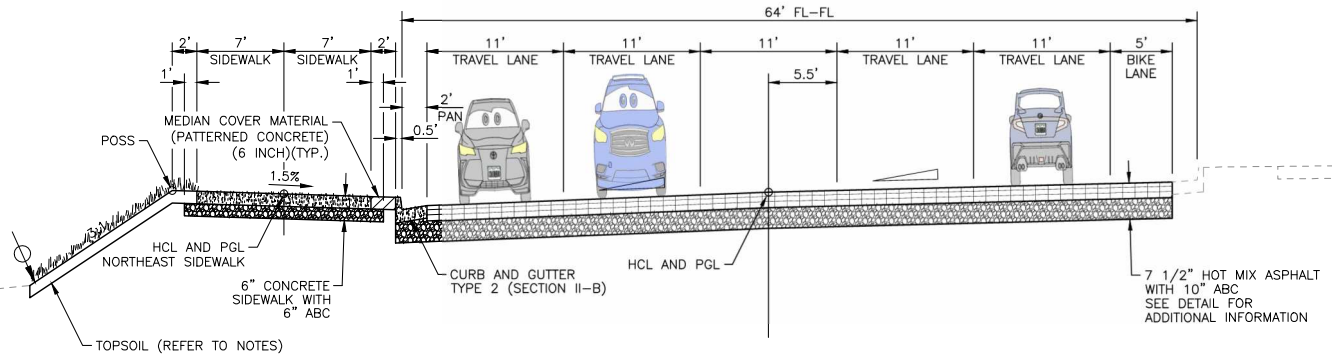 64' FL-FL
2'
7'
7'
2'
11'
11'
11'
11'
11'
5'
SIDEWALK
SIDEWALK
TRAVEL LANE
TRAVEL LANE
TRAVEL LANE
TRAVEL LANE
BIKE
LANE
1'
1'
5.5'
2'
PAN
0.5'
MEDIAN COVER MATERIAL
(PATTERNED CONCRETE)
(6 INCH)(TYP.)
POSS
1.5%
HCL AND PGL
NORTHEAST SIDEWALK
6" CONCRETE
SIDEWALK WITH
6" ABC
CURB AND GUTTER
TYPE 2 (SECTION II-B)
HCL AND PGL
7 1/2" HOT MIX ASPHALT
WITH 10" ABC
SEE DETAIL FOR
ADDITIONAL INFORMATION
TOPSOIL (REFER TO NOTES)